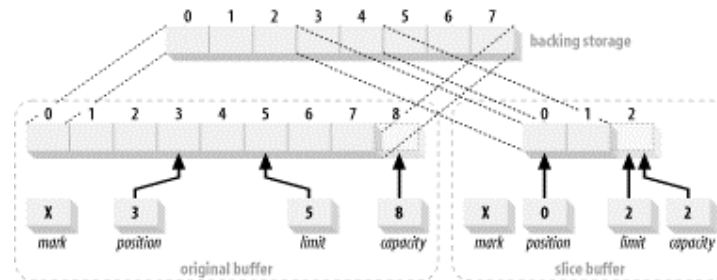 0 1 2 3 4 5 6 7
backing storage
0 1 2 3 4 5 6 7 8
0 1 2
X 3 5 8
mark position limit capacity
X 0 2 2
mark position limit capacity
original buffer
slice buffer